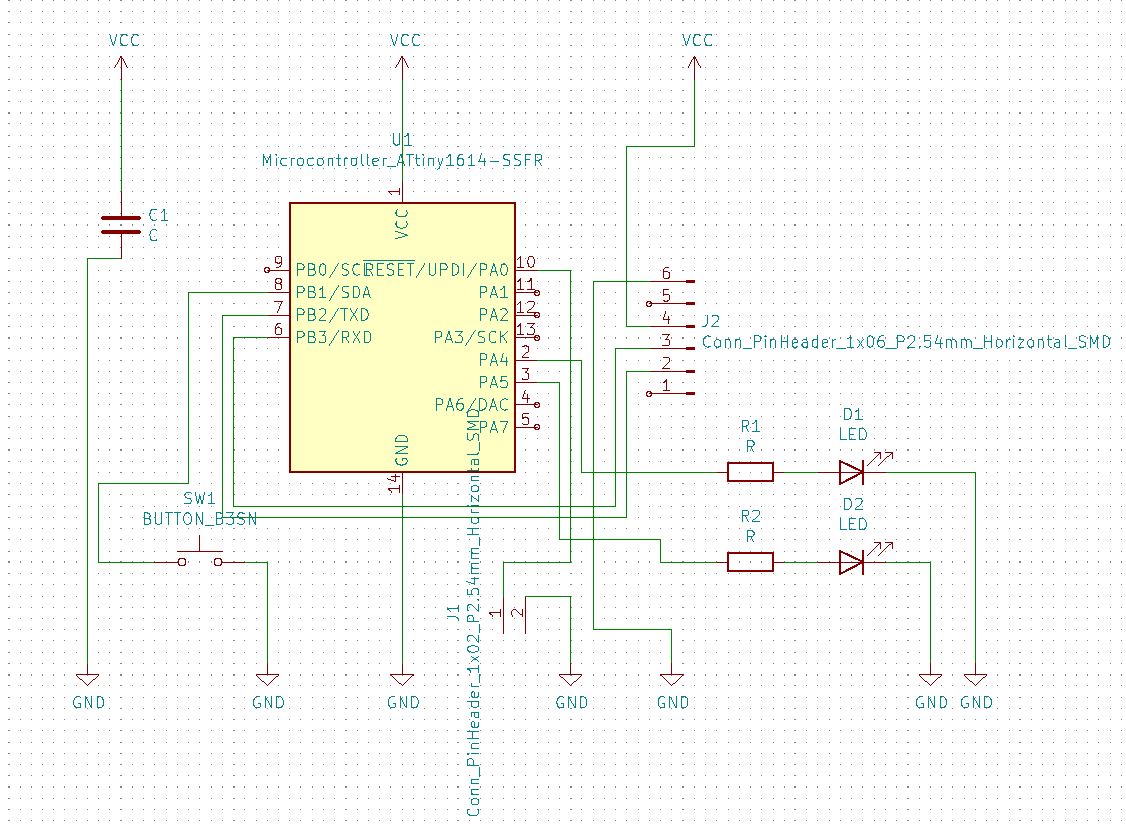 VCC
VCC
VCC
U1
Microcontroller_ATtiny1614-SSFR
1
VCC
C1
C
9
PB0/SCL
RESET/UPDI/PA0
10
8
PB1/SDA
PA1
11
7
PB2/TXD
PA2
12
6
PB3/RXD
PA3/SCK
13
PA4
2
PA5
3
PA6/DAC
4
PA7
5
GND
14
6
5
4
3
2
1
J2
Conn_PinHeader_1x06_P2.54mm_Horizontal_SMD
R1
R
D1
LED
R2
R
D2
LED
SW1
BUTTON_B3SN
J1
Conn_PinHeader_1x02_P2.54mm_Horizontal_SMD
1
2
GND
GND
GND
GND
GND
GND
GND